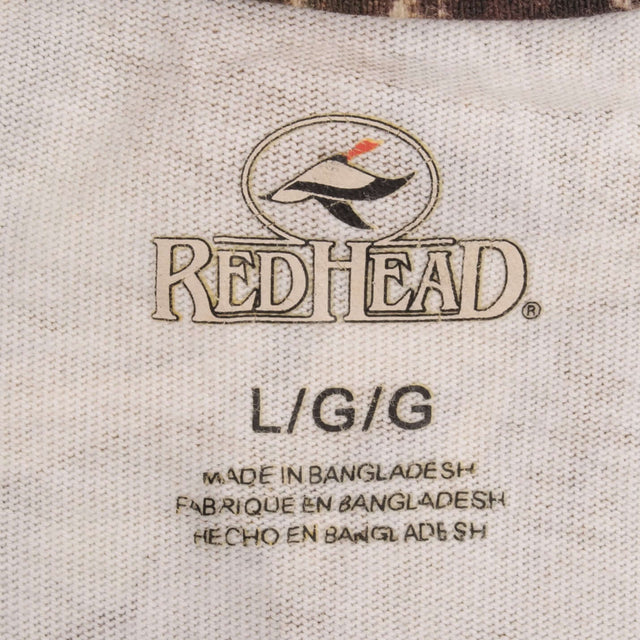 REDHEAD®
L/G/G
MADE IN BANGLADESH
FABRIQUE EN BANGLADESH
HECHO EN BANGLADESH